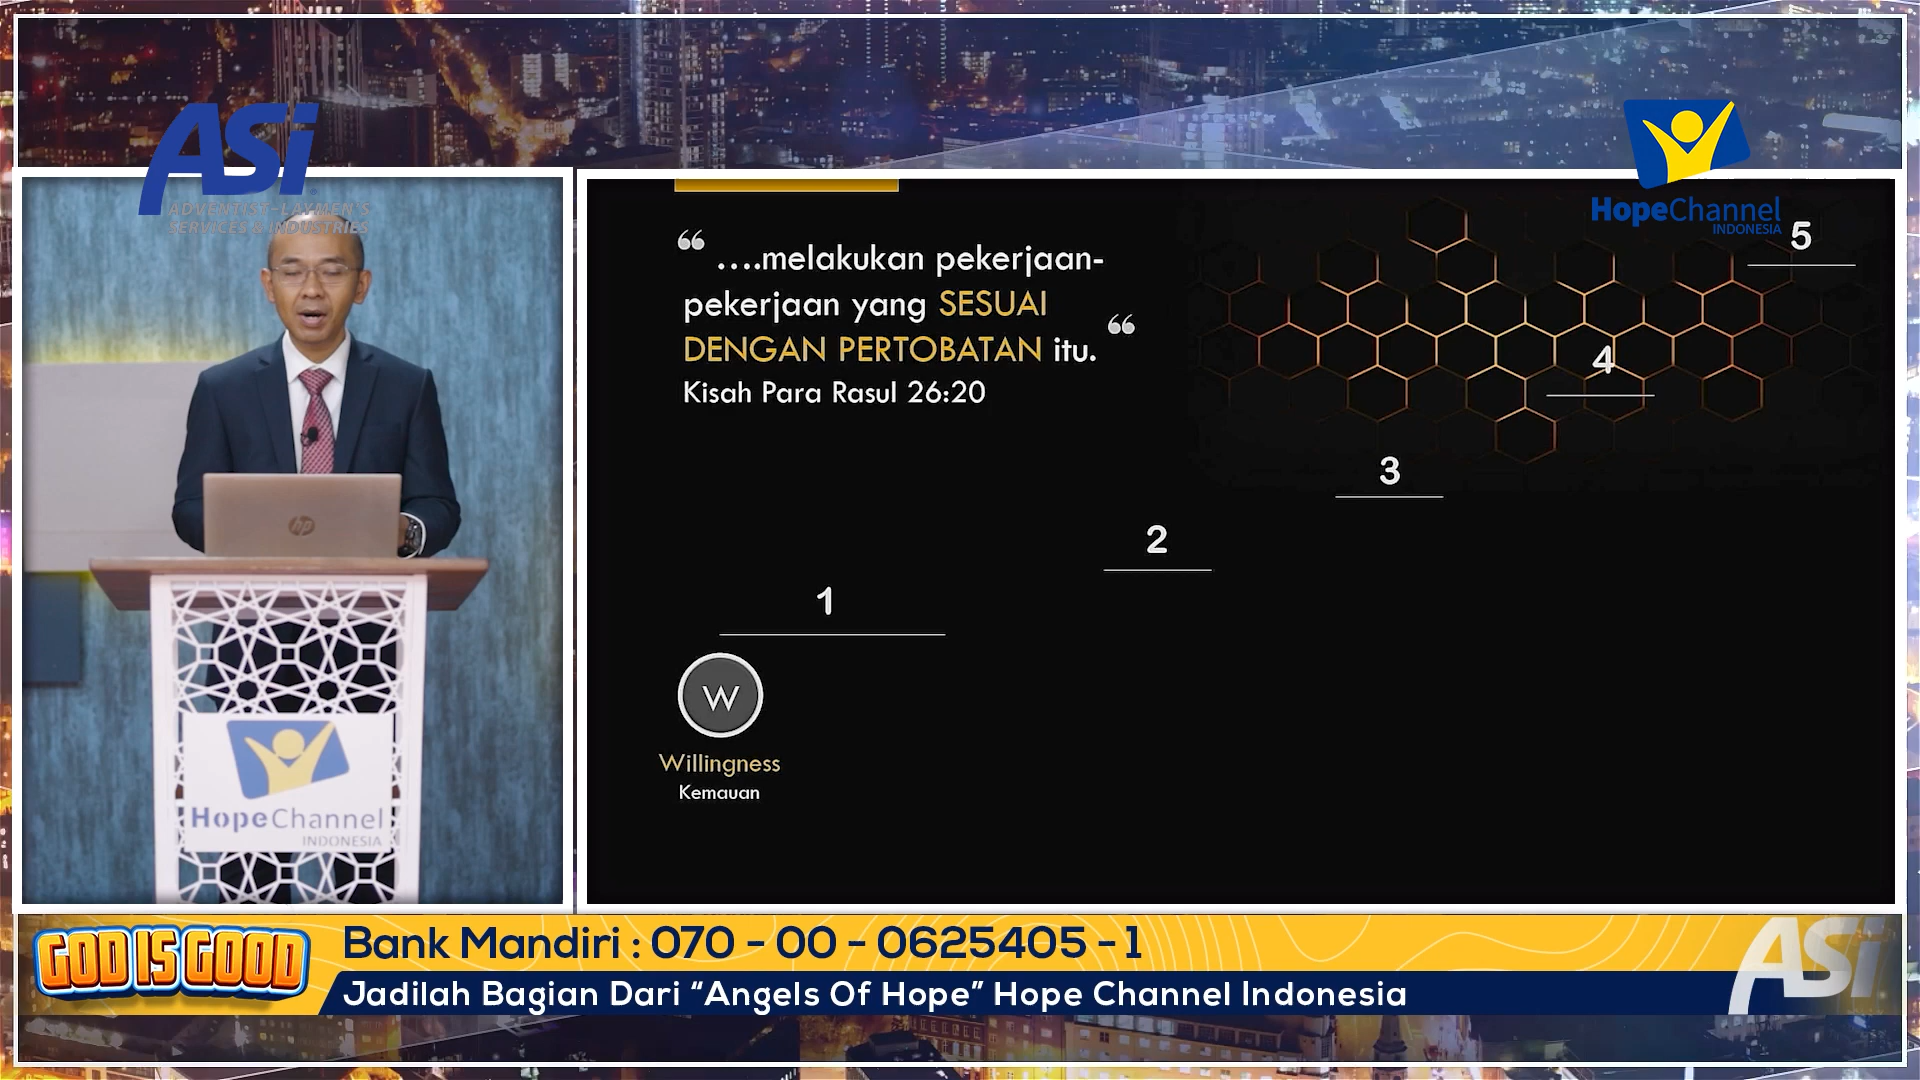 ASi
ADVENTIST-LAYMEN'S
SERVICES & INDUSTRIES
HopeChannel
INDONESIA
“ ....melakukan pekerjaan-
pekerjaan yang SESUAI
DENGAN PERTOBATAN itu. “
Kisah Para Rasul 26:20
5
4
3
2
1
W
Willingness
Kemauan
hp
HopeChannel
INDONESIA
GOD IS GOOD
Bank Mandiri : 070 - 00 - 0625405 - 1
Jadilah Bagian Dari “Angels Of Hope” Hope Channel Indonesia
ASi